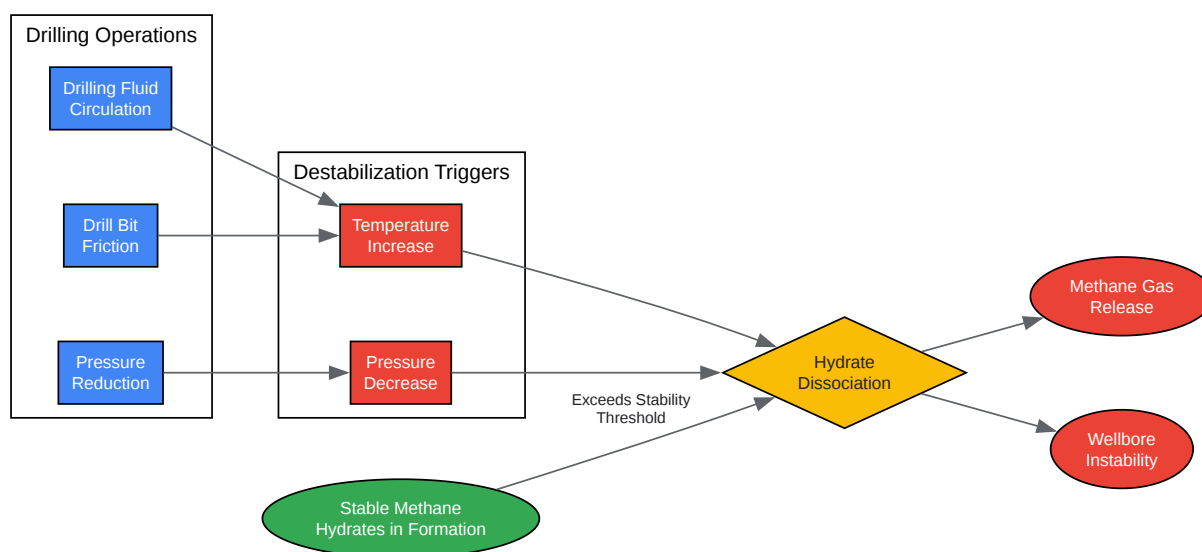 Drilling Operations
Drilling Fluid
Circulation
Drill Bit
Friction
Pressure
Reduction
Destabilization Triggers
Temperature
Increase
Pressure
Decrease
Exceeds Stability
Threshold
Stable Methane
Hydrates in Formation
Hydrate
Dissociation
Methane Gas
Release
Wellbore
Instability